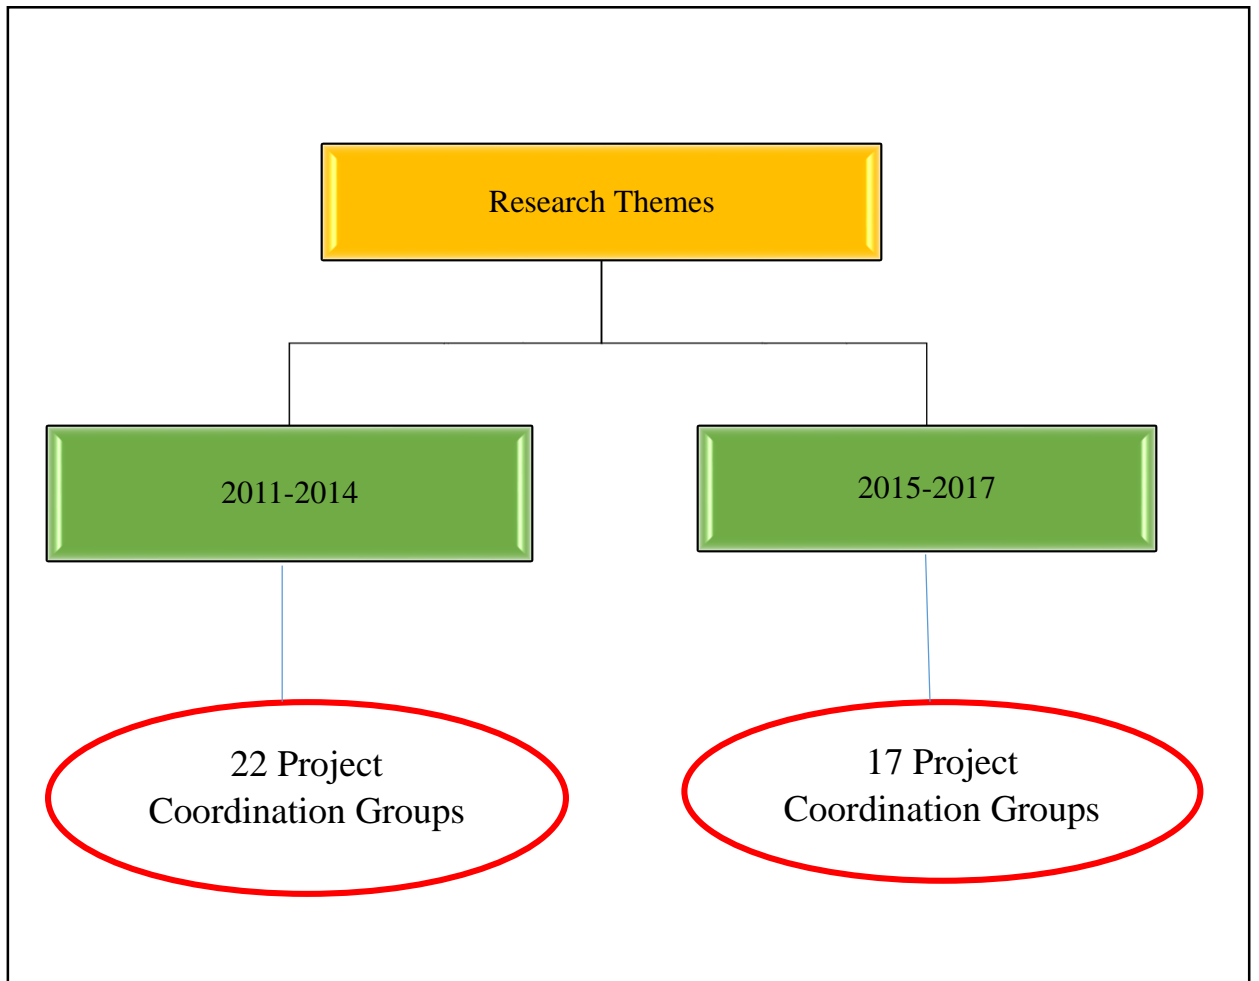 Research Themes
2011-2014
2015-2017
22 Project
Coordination Groups
17 Project
Coordination Groups